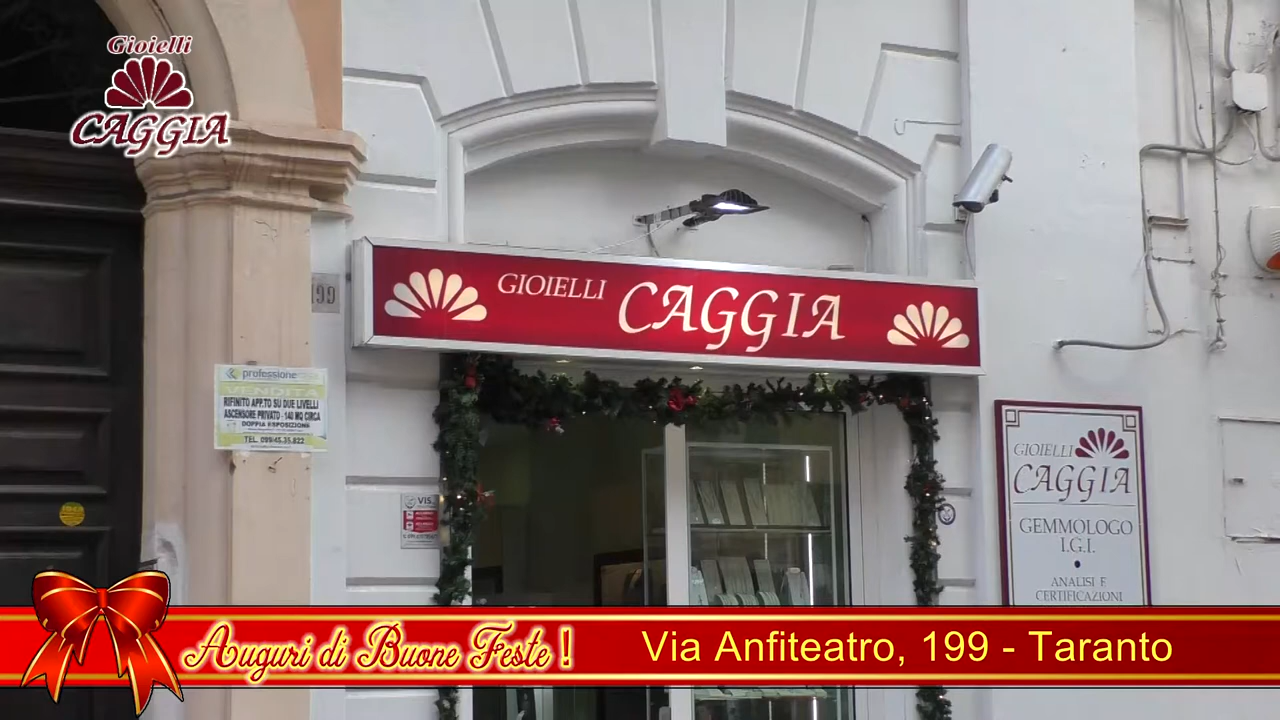 Gioielli
CAGGIA
GIOIELLI CAGGIA
199
professione
VENDITA
RIFINITO APP.TO SU DUE LIVELLI
ASCENSORE PRIVATO - 140 MQ CIRCA
DOPPIA ESPOSIZIONE
TEL. 099/45.35.822
VIS
GIOIELLI
CAGGIA
GEMMOLOGO
I.G.I.
ANALISI E
CERTIFICAZIONI
Auguri di Buone Feste !
Via Anfiteatro, 199 - Taranto